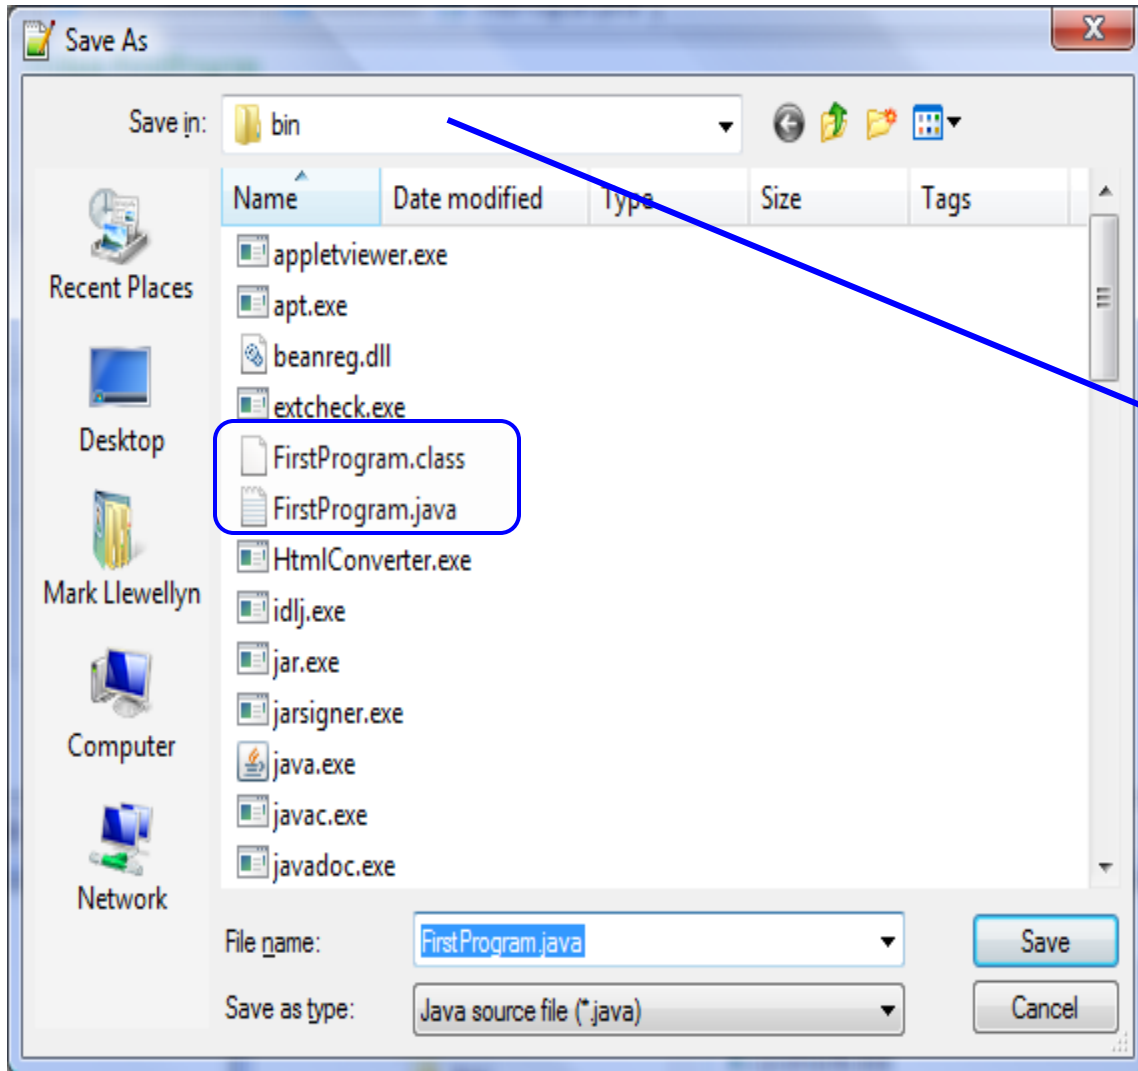 Save As
X
Save in:
bin
Name
Date modified
Type
Size
Tags
Recent Places
Desktop
Mark Llewellyn
Computer
Network
appletviewer.exe
apt.exe
beanreg.dll
extcheck.exe
FirstProgram.class
FirstProgram.java
HtmlConverter.exe
idlj.exe
jar.exe
jarsigner.exe
java.exe
javac.exe
javadoc.exe
File name:
FirstProgram.java
Save
Save as type:
Java source file (*.java)
Cancel